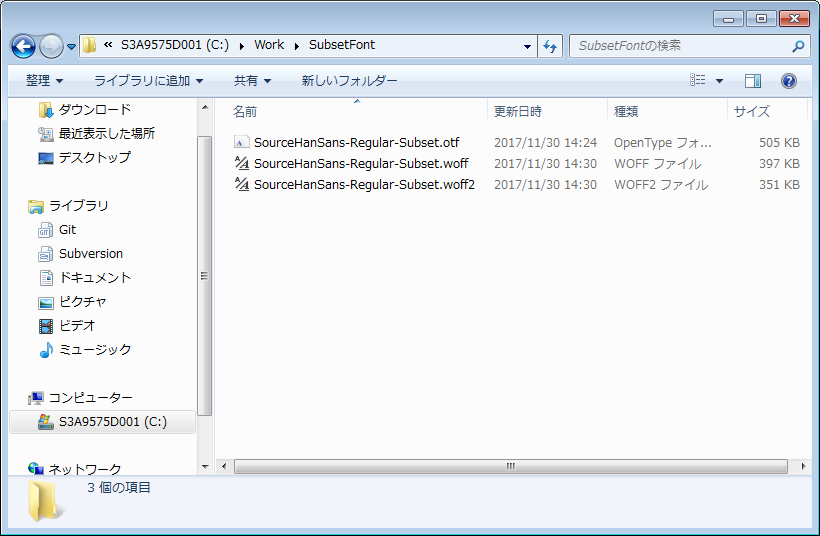 « S3A9575D001 (C:) ▸ Work ▸ SubsetFont
SubsetFontの検索
整理 ライブラリに追加 共有 新しいフォルダー
ダウンロード
最近表示した場所
デスクトップ
ライブラリ
Git
Subversion
ドキュメント
ピクチャ
ビデオ
ミュージック
コンピューター
S3A9575D001 (C:)
ネットワーク
名前 更新日時 種類 サイズ
SourceHanSans-Regular-Subset.otf 2017/11/30 14:24 OpenType フォ... 505 KB
SourceHanSans-Regular-Subset.woff 2017/11/30 14:30 WOFF ファイル 397 KB
SourceHanSans-Regular-Subset.woff2 2017/11/30 14:30 WOFF2 ファイル 351 KB
3 個の項目